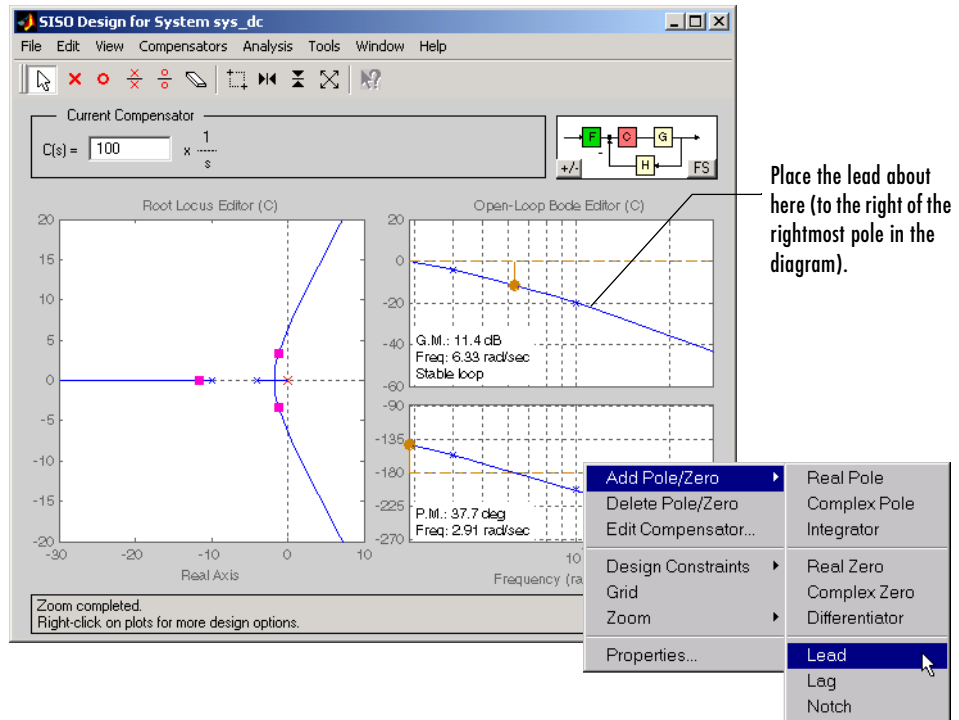 SISO Design for System sys_dc
File Edit View Compensators Analysis Tools Window Help
Current Compensator
C(s) = 100 x 1
s
F C G
H
+/- FS
Place the lead about
here (to the right of the
rightmost pole in the
diagram).
Root Locus Editor (C)
20
15
10
5
0
-5
-10
-15
-20
-30 -20 -10 0 10
Real Axis
Open-Loop Bode Editor (C)
20
0
-20
-40
-60
G.M.: 11.4 dB
Freq: 6.33 rad/sec
Stable loop
-90
-135
-180
-225
-270
P.M.: 37.7 deg
Freq: 2.91 rad/sec
10
Frequency (ra
Zoom completed.
Right-click on plots for more design options.
Add Pole/Zero
Delete Pole/Zero
Edit Compensator...
Design Constraints
Grid
Zoom
Properties...
Real Pole
Complex Pole
Integrator
Real Zero
Complex Zero
Differentiator
Lead
Lag
Notch